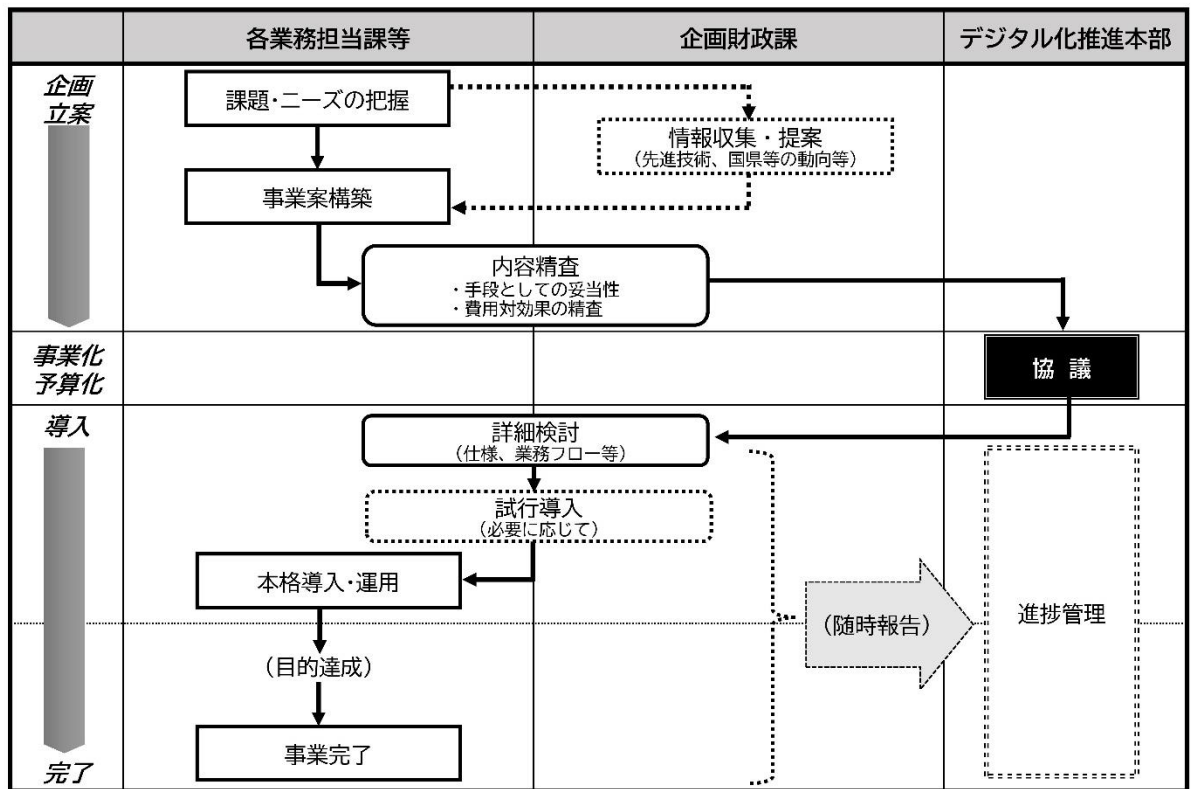 各業務担当課等
企画財政課
デジタル化推進本部
企画
立案
課題・ニーズの把握
情報収集・提案
(先進技術、国県等の動向等)
事業案構築
内容精査
・手段としての妥当性
・費用対効果の精査
事業化
予算化
協 議
導入
詳細検討
(仕様、業務フロー等)
試行導入
(必要に応じて)
本格導入・運用
(随時報告)
進捗管理
(目的達成)
事業完了
完了